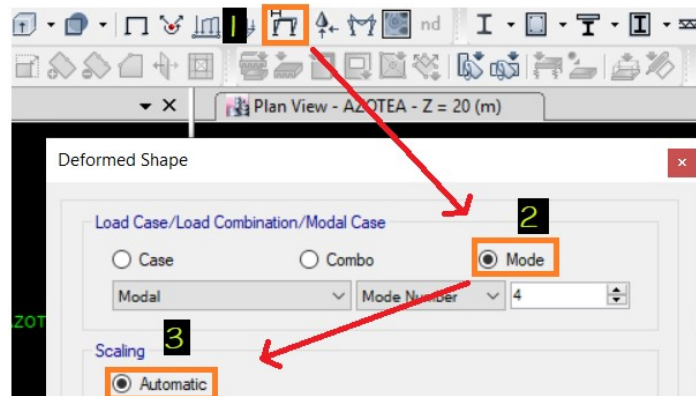 1
nd
Plan View - AZOTEA - Z = 20 (m)
Deformed Shape
Load Case/Load Combination/Modal Case
2
Case
Combo
Mode
Modal
Mode Number
4
AZOT
3
Scaling
Automatic